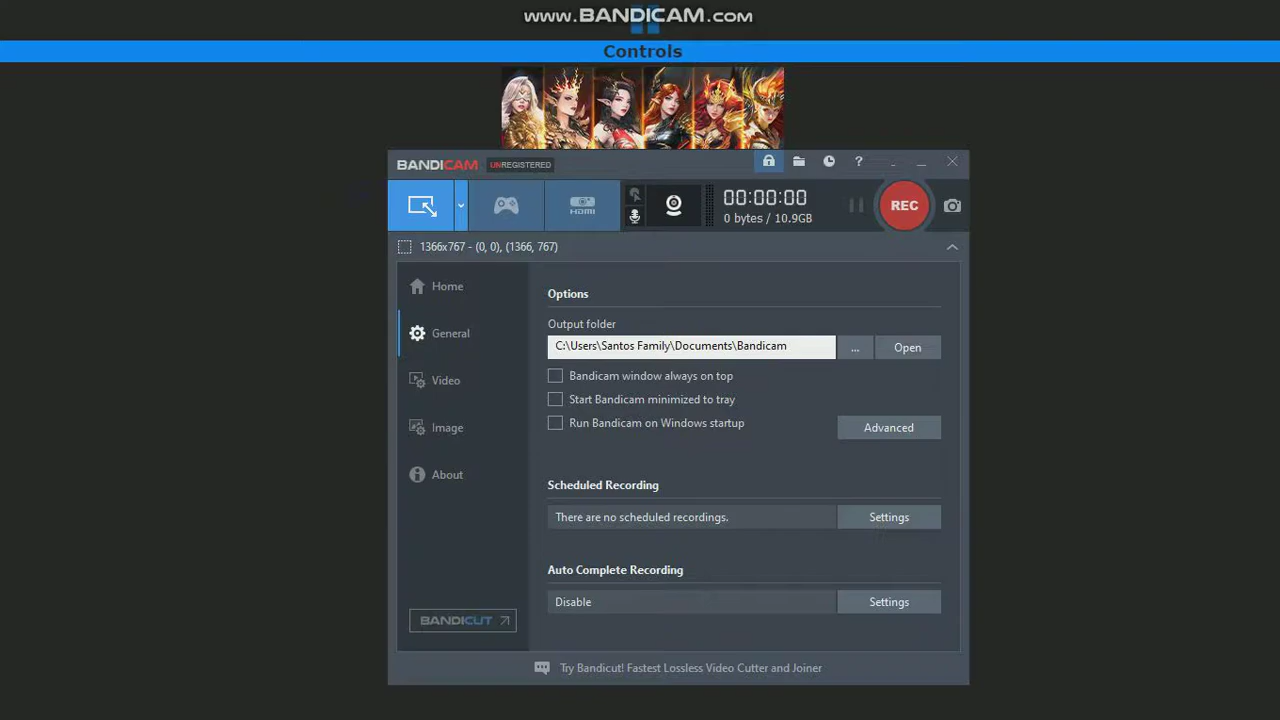 www.BANDICAM.com
Controls
BANDICAM UNREGISTERED
?
HDMI
00:00:00
0 bytes / 10.9GB
REC
1366x767 - (0, 0), (1366, 767)
Home
General
Video
Image
About
BANDICUT
Options
Output folder
C:\Users\Santos Family\Documents\Bandicam
...
Open
Bandicam window always on top
Start Bandicam minimized to tray
Run Bandicam on Windows startup
Advanced
Scheduled Recording
There are no scheduled recordings.
Settings
Auto Complete Recording
Disable
Settings
Try Bandicut! Fastest Lossless Video Cutter and Joiner